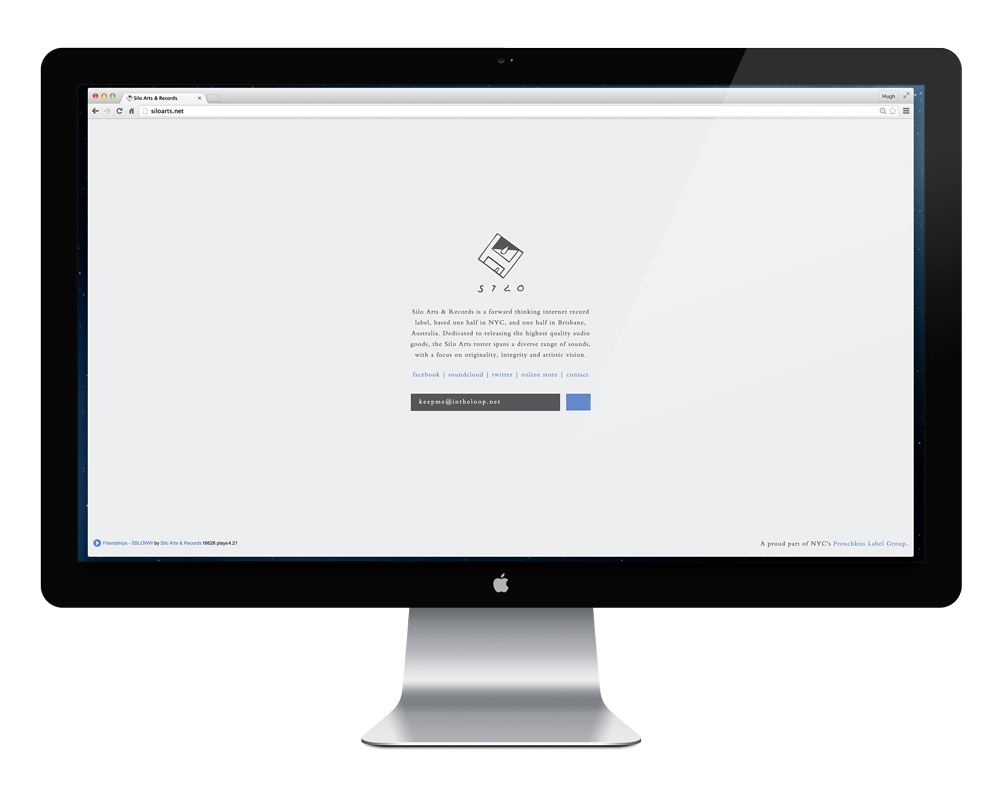 Silo Arts & Records
Hugh
siloarts.net
SILO
Silo Arts & Records is a forward thinking internet record
label, based one half in NYC, and one half in Brisbane,
Australia. Dedicated to releasing the highest quality audio
goods, the Silo Arts roster spans a diverse range of sounds,
with a focus on originality, integrity and artistic vision.
facebook | soundcloud | twitter | online store | contact
keepme@intheloop.net
Friendships - SSLOWW by Silo Arts & Records 16628 plays4.21
A proud part of NYC's Frenchkiss Label Group.